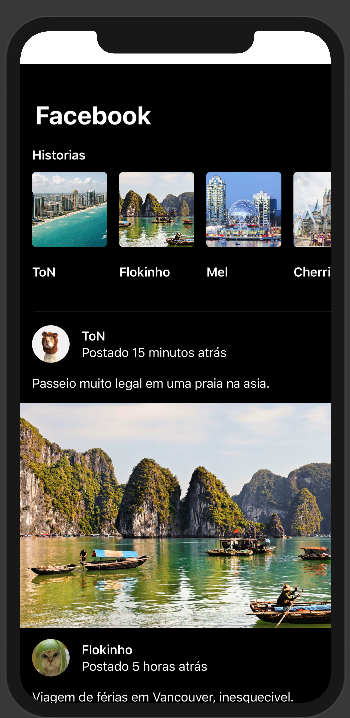 Facebook
Historias
ToN
Flokinho
Mel
Cherri
ToN
Postado 15 minutos atrás
Passeio muito legal em uma praia na asia.
Flokinho
Postado 5 horas atrás
Viagem de férias em Vancouver, inesquecivel.